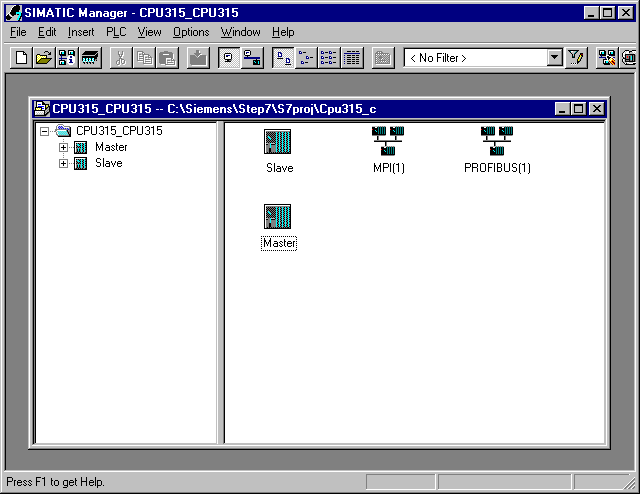 SIMATIC Manager - CPU315_CPU315
File Edit Insert PLC View Options Window Help
< No Filter >
CPU315_CPU315 -- C:\Siemens\Step7\S7proj\Cpu315_c
CPU315_CPU315
Master
Slave
Slave MPI(1) PROFIBUS(1)
Master
Press F1 to get Help.